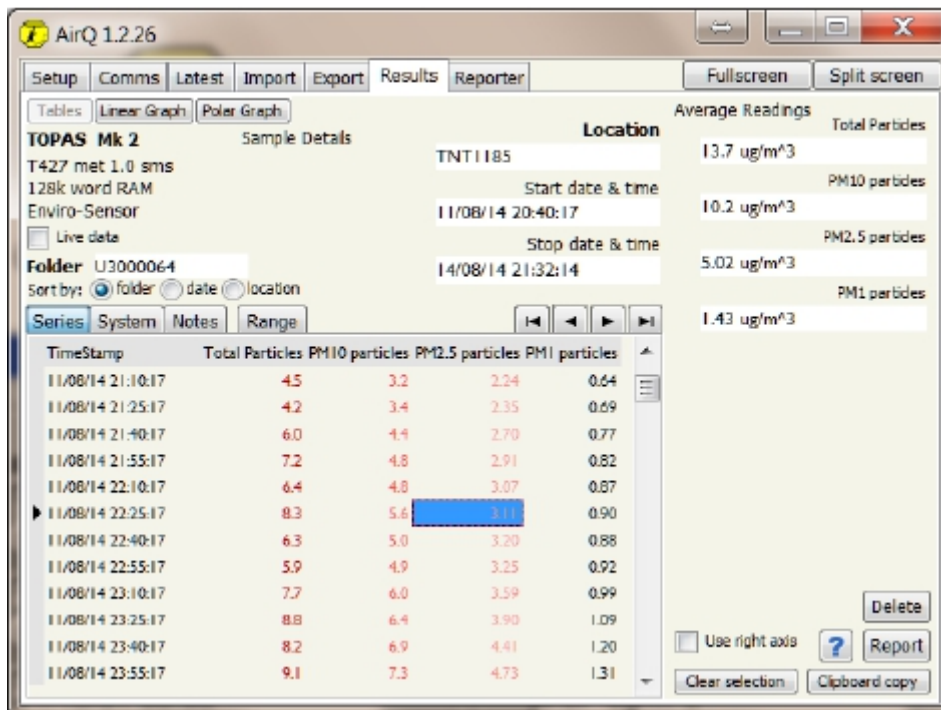 AirQ 1.2.26
Setup Comms Latest Import Export Results Reporter Fullscreen Split screen
Tables Linear Graph Polar Graph
TOPAS Mk 2 Sample Details Location
TNT1185
T427 met 1.0 sms
128k word RAM Start date & time
Enviro-Sensor 11/08/14 20:40:17
Live data Stop date & time
Folder U3000064 14/08/14 21:32:14
Sort by: folder date location
Average Readings
Total Particles
13.7 ug/m^3
PM10 particles
10.2 ug/m^3
PM2.5 particles
5.02 ug/m^3
PM1 particles
1.43 ug/m^3
Series System Notes Range
TimeStamp Total Particles PM10 particles PM2.5 particles PM1 particles
11/08/14 21:10:17 4.5 3.2 2.24 0.64
11/08/14 21:25:17 4.2 3.4 2.35 0.69
11/08/14 21:40:17 6.0 4.4 2.70 0.77
11/08/14 21:55:17 7.2 4.8 2.91 0.82
11/08/14 22:10:17 6.4 4.8 3.07 0.87
11/08/14 22:25:17 8.3 5.6 3.11 0.90
11/08/14 22:40:17 6.3 5.0 3.20 0.88
11/08/14 22:55:17 5.9 4.9 3.25 0.92
11/08/14 23:10:17 7.7 6.0 3.59 0.99
11/08/14 23:25:17 8.8 6.4 3.90 1.09
11/08/14 23:40:17 8.2 6.9 4.41 1.20
11/08/14 23:55:17 9.1 7.3 4.73 1.31
Delete
Use right axis ? Report
Clear selection Clipboard copy